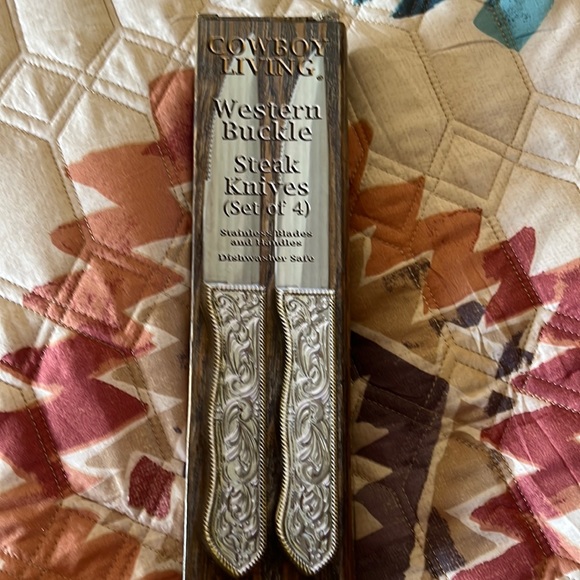 COWBOY
LIVING®
Western
Buckle
Steak
Knives
(Set of 4)
Stainless Blades
and Handles
Dishwasher Safe